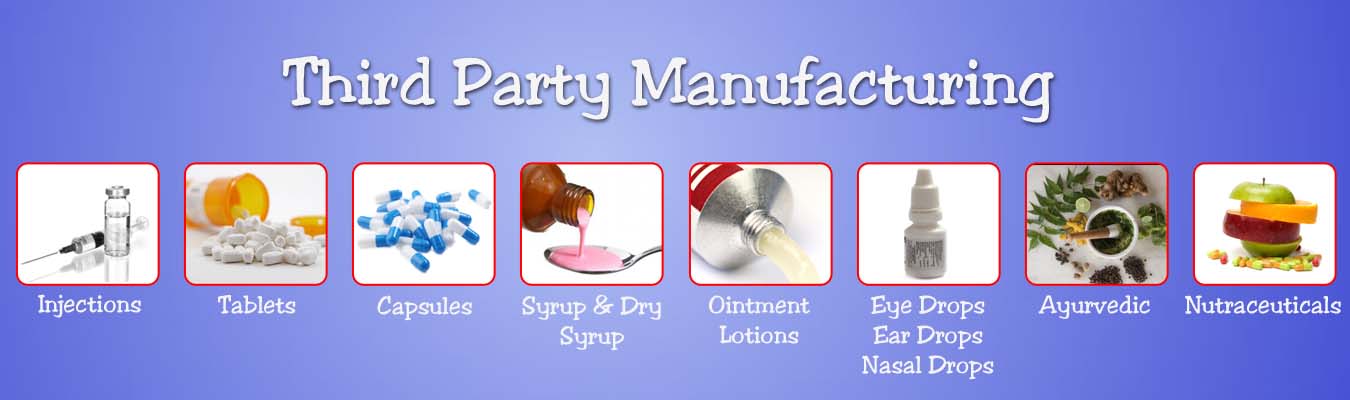 Third Party Manufacturing
Injections
Tablets
Capsules
Syrup & Dry
Syrup
Ointment
Lotions
Eye Drops
Ear Drops
Nasal Drops
Ayurvedic
Nutraceuticals